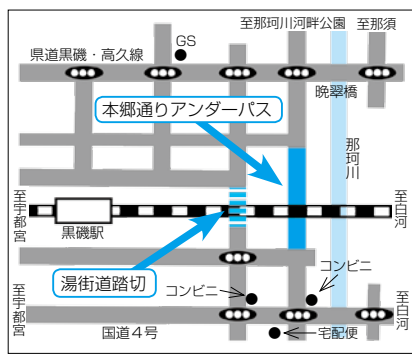 至那珂川河畔公園
至那須
GS
県道黒磯・高久線
晩翠橋
本郷通りアンダーパス
那珂川
至宇都宮
黒磯駅
至白河
湯街道踏切
コンビニ
コンビニ
至宇都宮
国道4号
宅配便
至白河